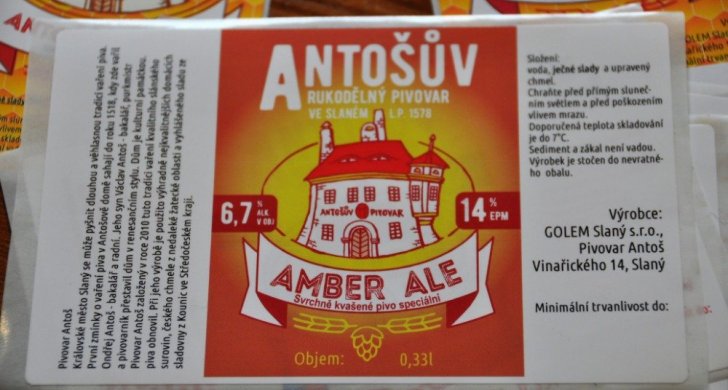 Pivovar Antoš
Královské město Slaný se může pyšnit dlouhou a věhlasnou tradicí vaření piva.
První zmínky o vaření piva v Antošově domě sahají do roku 1518, kdy zde vařil
Ondřej Antoš - bakalář a radní. Jeho syn Václav Antoš - bakalář, purkmistr
a pivovarník přestavil dům v renesančním stylu. Dům je kulturní památkou.
Pivovar Antoš založený v roce 2010 tuto tradici vaření kvalitního slánského
piva obnovil. Při jeho výrobě je použito výhradně nejkvalitnějších domácích
surovin, českého chmele z nedaleké žatecké oblasti a vyhlášeného sladu ze
sladovny z Kounic ve Středočeském kraji.
ANTOŠŮV
RUKODĚLNÝ PIVOVAR
VE SLANÉM L.P. 1578
ANTOŠŮV PIVOVAR
6,7 % ALK.
V OBJ
14 %
EPM
AMBER ALE
Svrchně kvašené pivo speciální
Objem: 0,33l
Složení:
voda, ječné slady a upravený
chmel.
Chraňte před přímým sluneč-
ním světlem a před poškozením
vlivem mrazu.
Doporučená teplota skladování
je do 7°C.
Sediment a zákal není vadou.
Výrobek je stočen do nevratné-
ho obalu.
Výrobce:
GOLEM Slaný s.r.o.,
Pivovar Antoš
Vinařického 14, Slaný
Minimální trvanlivost do: